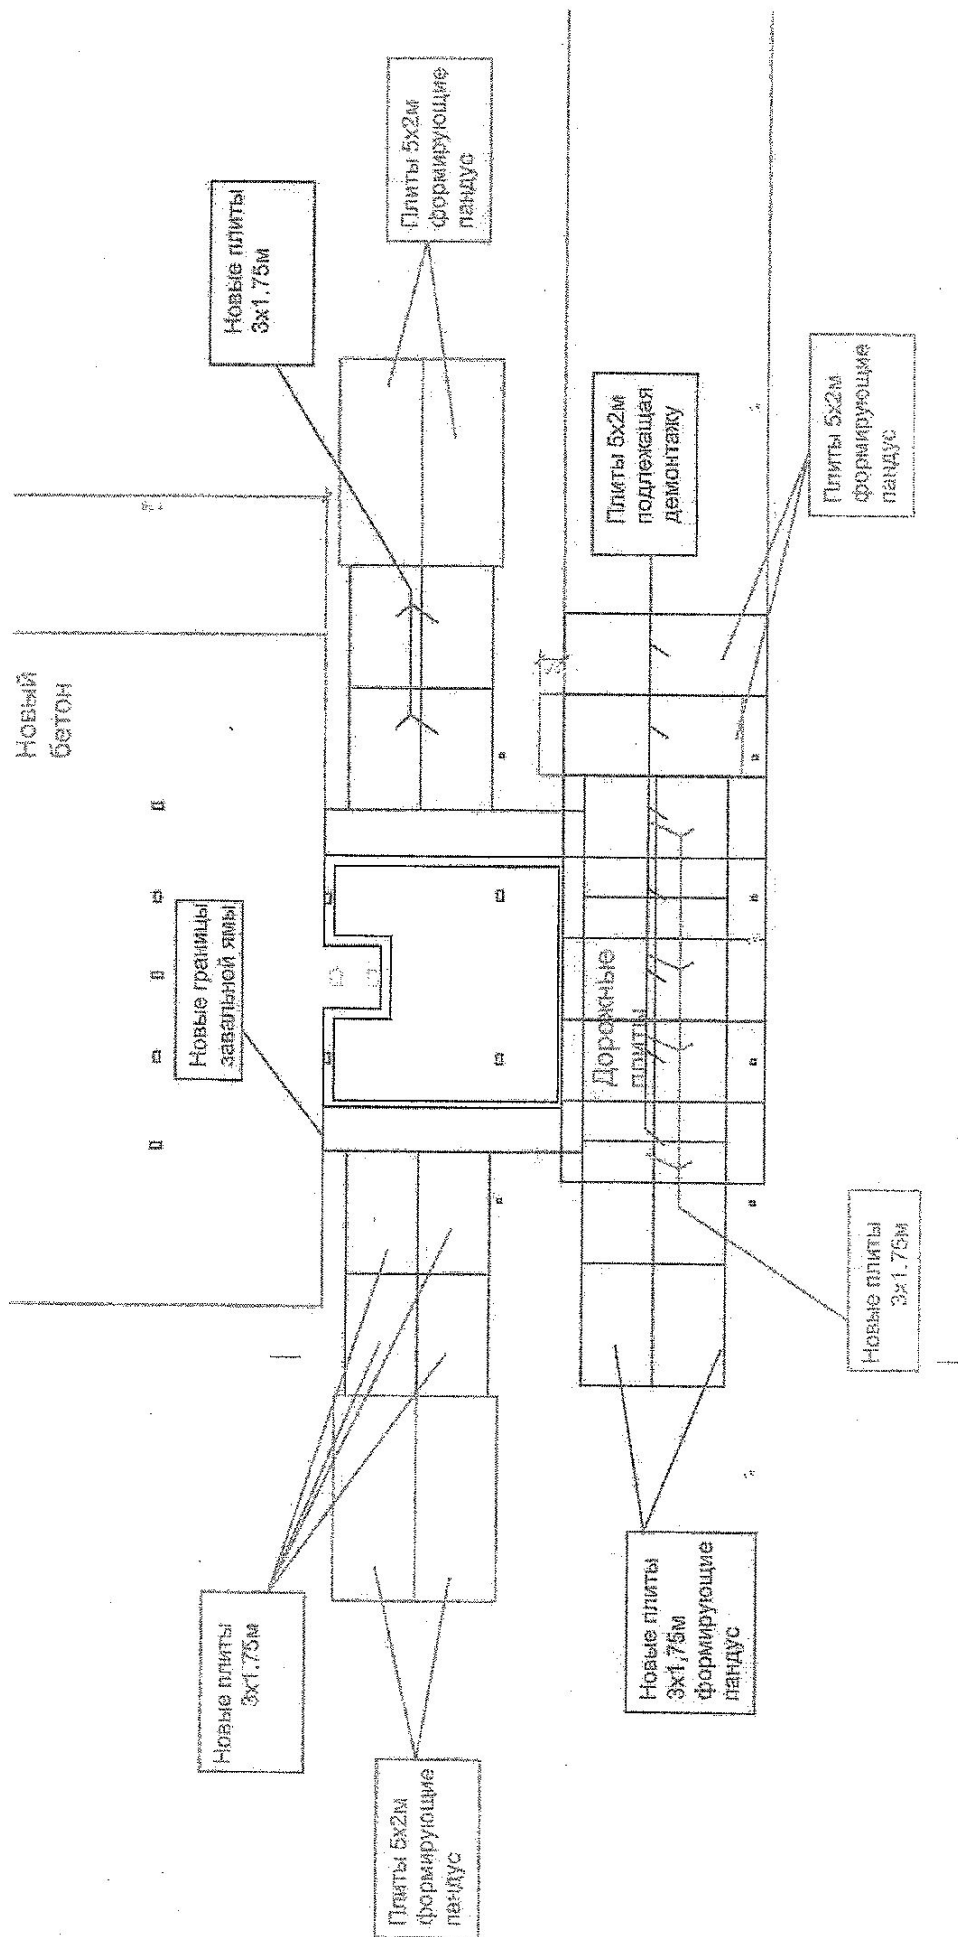 Новый
бетон
Новые плиты
3х1.75м
Плиты 5х2м
формирующие
пандус
Новые границы
завальной ямы
Плиты 5х2м
подлежащая
демонтажу
Плиты 5х2м
формирующие
пандус
Дорожные
плиты
Новые плиты
3х1.75м
Плиты 5х2м
формирующие
пандус
Новые плиты
3х1,75м
формирующие
пандус
Новые плиты
3х1.75м